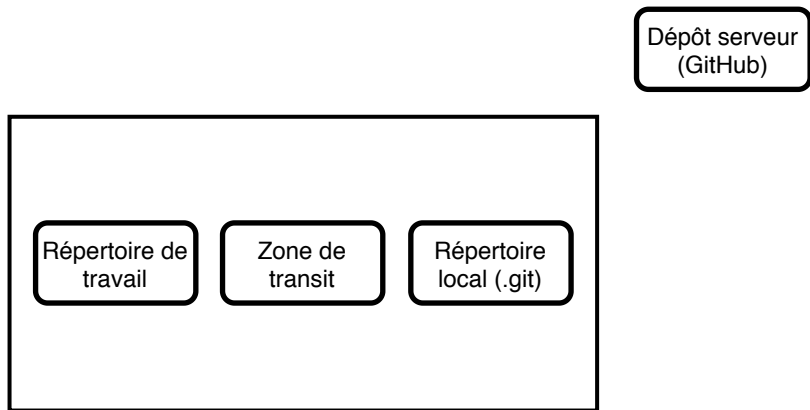 Dépôt serveur
(GitHub)
Répertoire de
travail
Zone de
transit
Répertoire
local (.git)